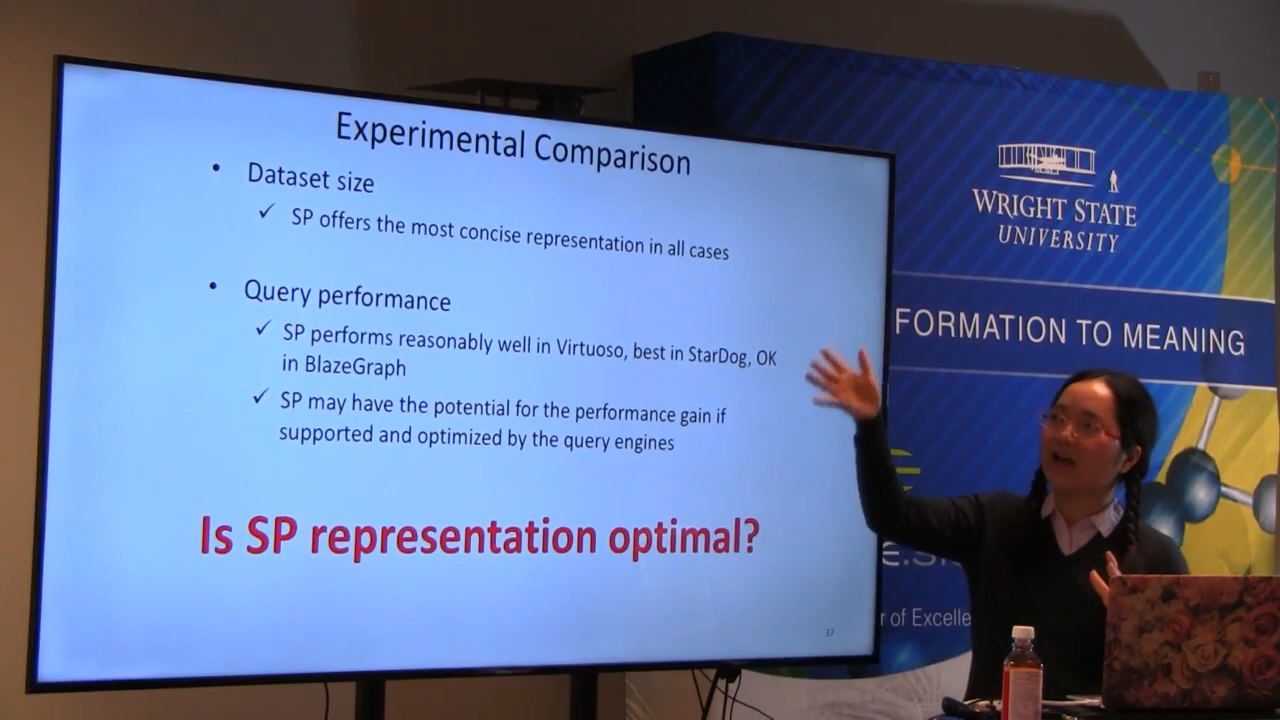 Experimental Comparison
• Dataset size
✓ SP offers the most concise representation in all cases
• Query performance
✓ SP performs reasonably well in Virtuoso, best in StarDog, OK
in BlazeGraph
✓ SP may have the potential for the performance gain if
supported and optimized by the query engines
Is SP representation optimal?
37
WRIGHT STATE
UNIVERSITY
FORMATION TO MEANING
r of Excelle